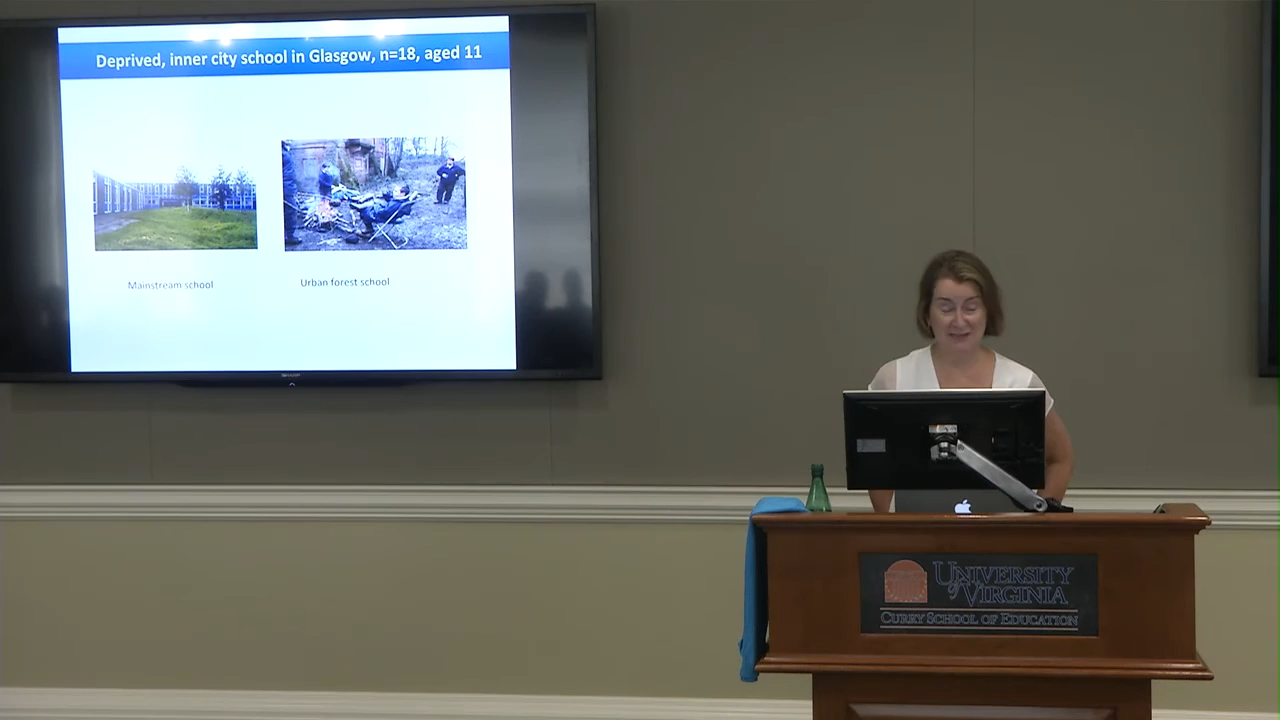 Deprived, inner city school in Glasgow, n=18, aged 11
Mainstream school
Urban forest school
UNIVERSITY
of VIRGINIA
CURRY SCHOOL OF EDUCATION